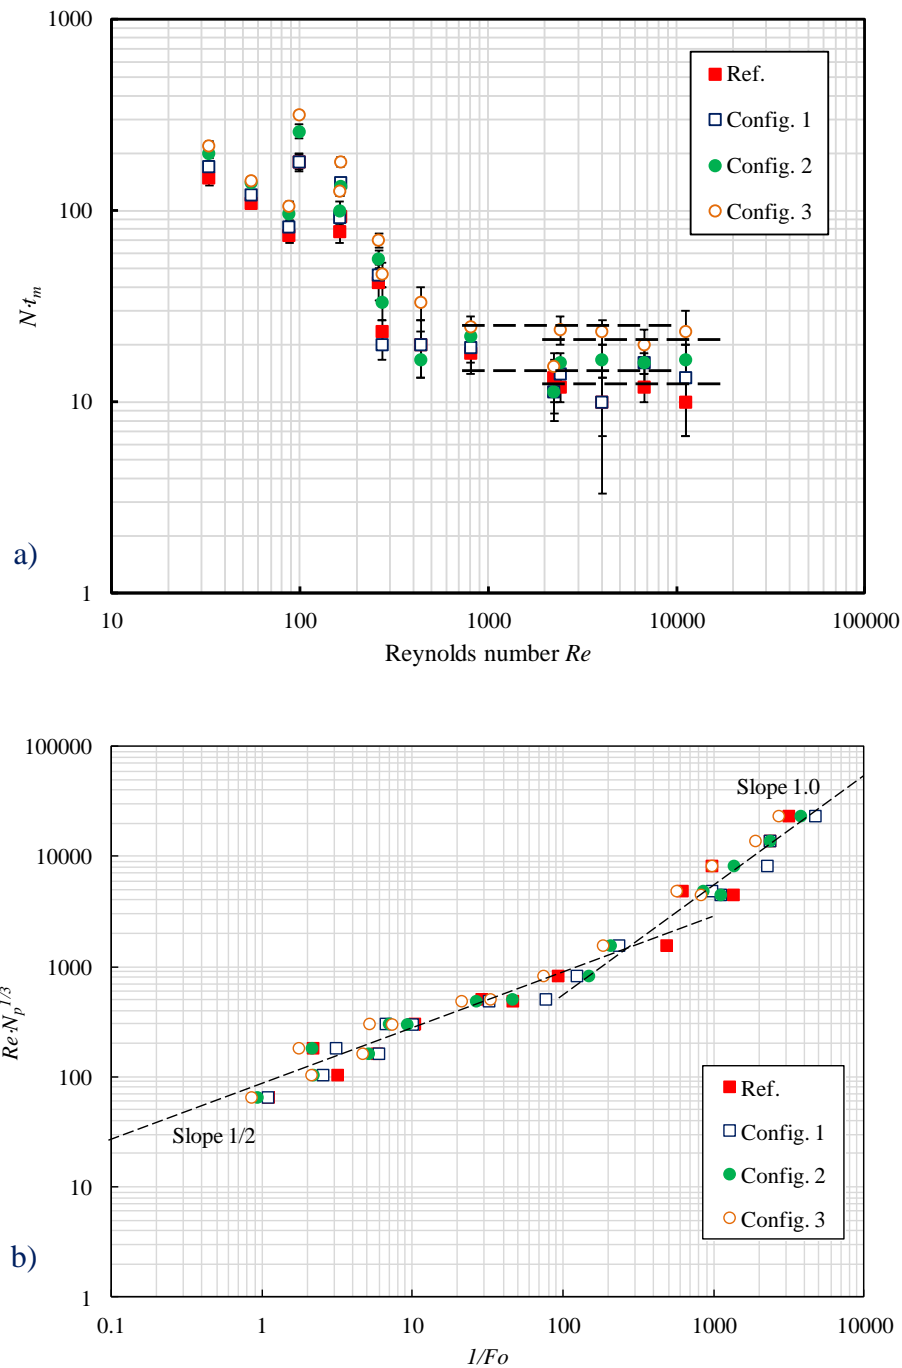 1000
100
10
1
N·t_m
Ref.
Config. 1
Config. 2
Config. 3
a)
10
100
1000
10000
100000
Reynolds number Re
100000
10000
1000
100
10
1
Re·N_p^{1/3}
Slope 1.0
Slope 1/2
Ref.
Config. 1
Config. 2
Config. 3
b)
0.1
1
10
100
1000
10000
1/Fo